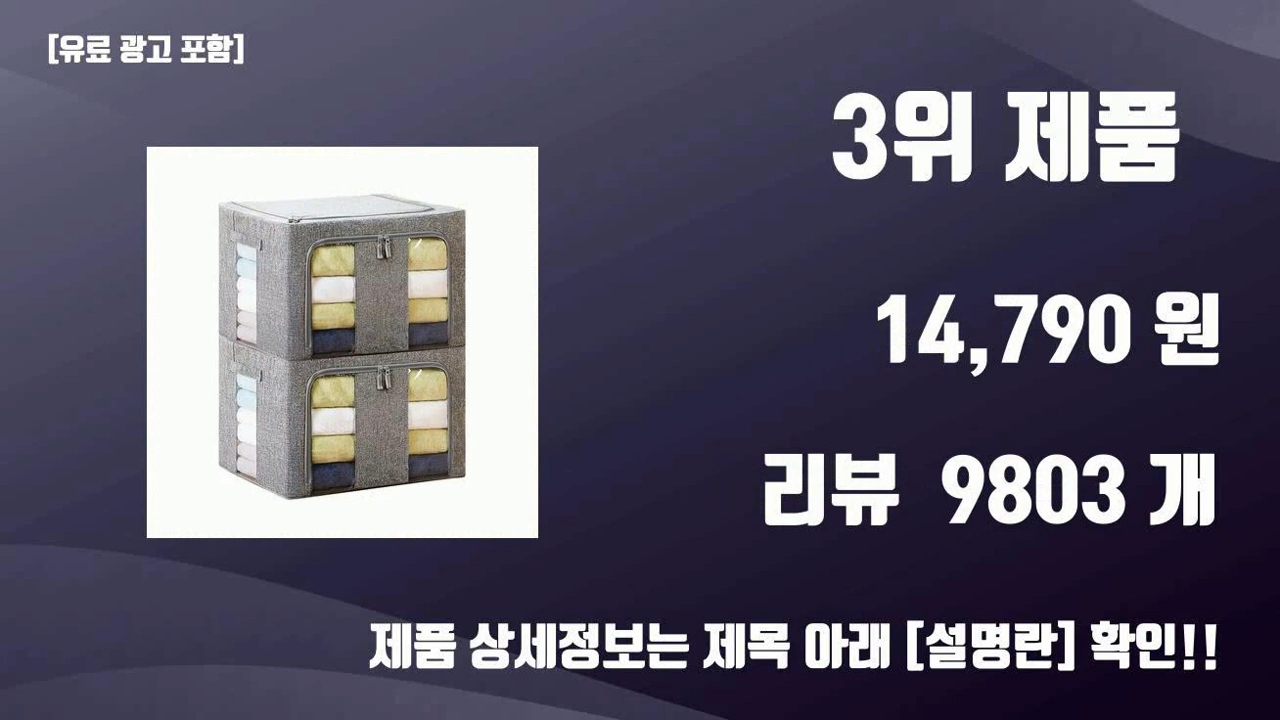 [유료 광고 포함]
3위 제품
14,790 원
리뷰 9803 개
제품 상세정보는 제목 아래 [설명란] 확인!!